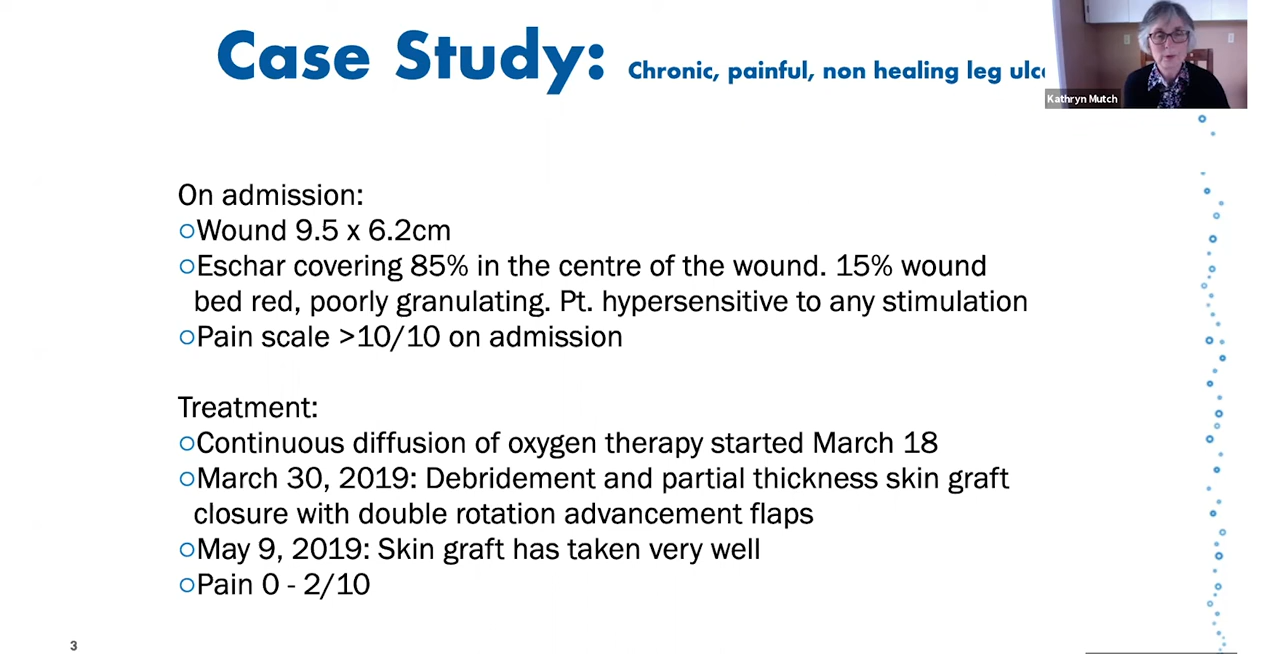 Case Study: Chronic, painful, non healing leg
Kathryn Mutch
On admission:
○Wound 9.5 x 6.2cm
○Eschar covering 85% in the centre of the wound. 15% wound
bed red, poorly granulating. Pt. hypersensitive to any stimulation
○Pain scale >10/10 on admission
Treatment:
○Continuous diffusion of oxygen therapy started March 18
○March 30, 2019: Debridement and partial thickness skin graft
closure with double rotation advancement flaps
○May 9, 2019: Skin graft has taken very well
○Pain 0 - 2/10
3